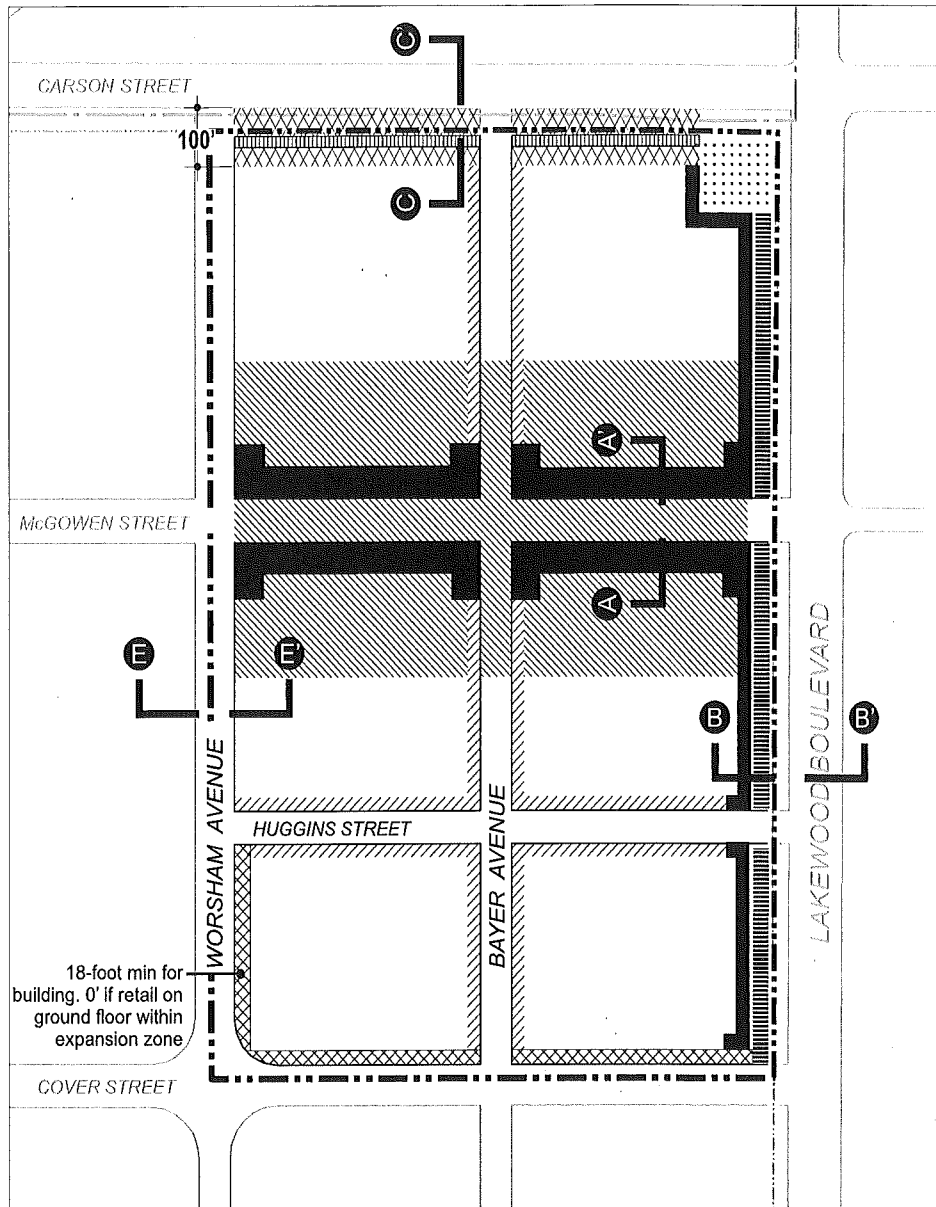 C'
CARSON STREET
100'
C
A'
McGOWEN STREET
A
E
E'
B
B'
LAKEWOOD BOULEVARD
WORSHAM AVENUE
BAYER AVENUE
HUGGINS STREET
18-foot min for
building. 0' if retail on
ground floor within
expansion zone
COVER STREET